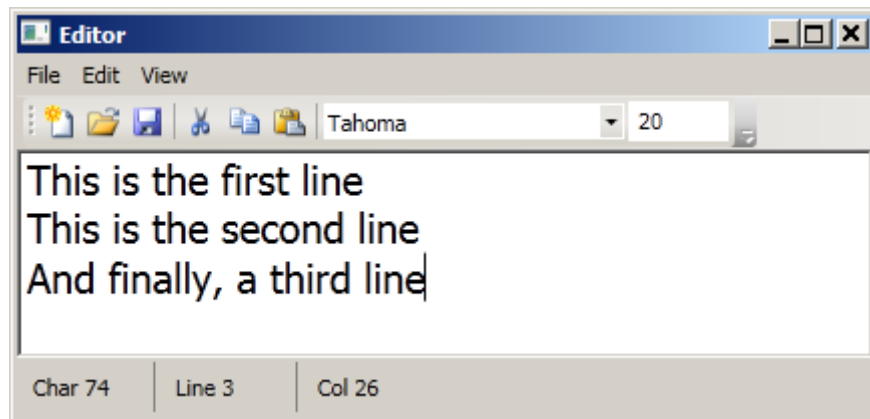 Editor
File Edit View
Tahoma 20
This is the first line
This is the second line
And finally, a third line
Char 74 Line 3 Col 26